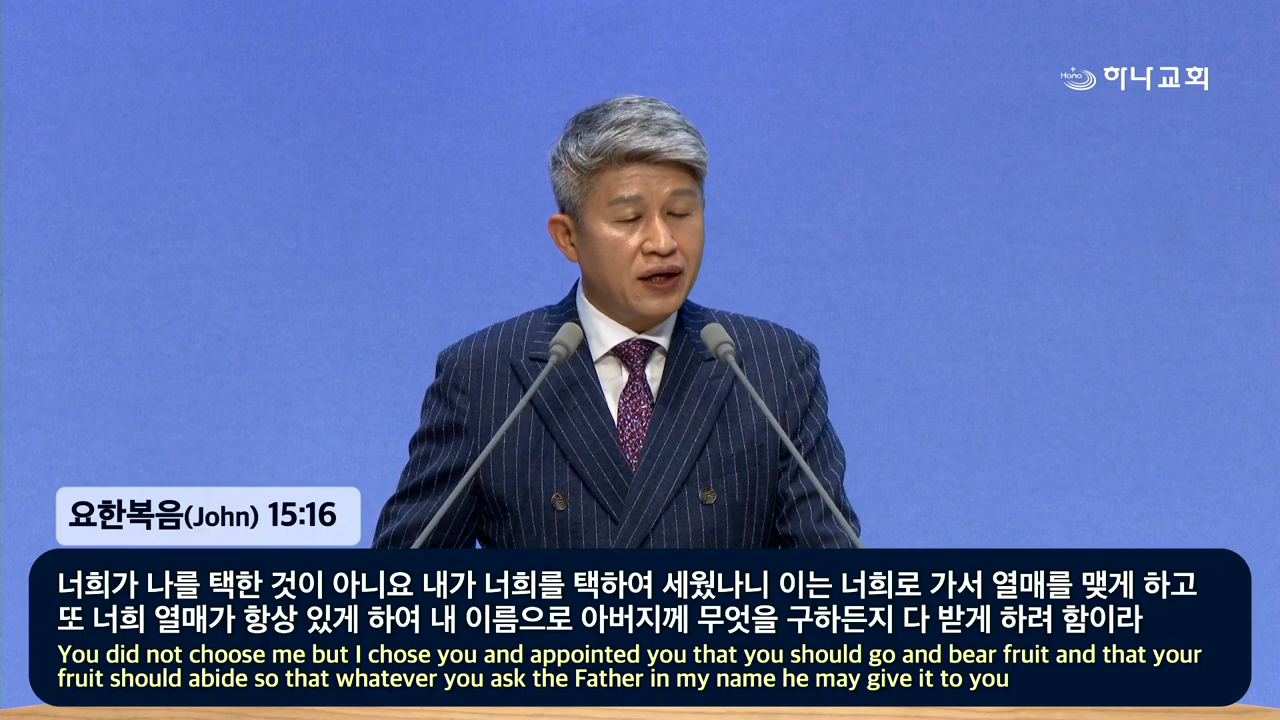 Hana 하나교회
요한복음(John) 15:16
너희가 나를 택한 것이 아니요 내가 너희를 택하여 세웠나니 이는 너희로 가서 열매를 맺게 하고
또 너희 열매가 항상 있게 하여 내 이름으로 아버지께 무엇을 구하든지 다 받게 하려 함이라
You did not choose me but I chose you and appointed you that you should go and bear fruit and that your
fruit should abide so that whatever you ask the Father in my name he may give it to you